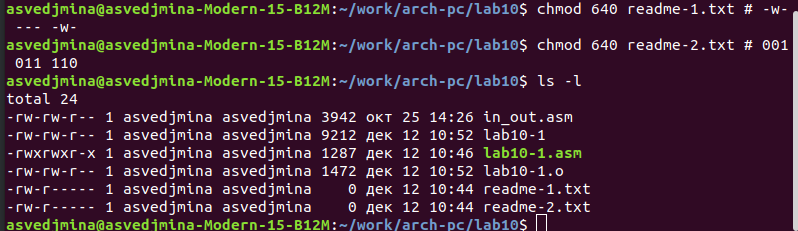 asvedjmina@asvedjmina-Modern-15-B12M:~/work/arch-pc/lab10$ chmod 640 readme-1.txt # -w-
--- -w-
asvedjmina@asvedjmina-Modern-15-B12M:~/work/arch-pc/lab10$ chmod 640 readme-2.txt # 001
 011 110
asvedjmina@asvedjmina-Modern-15-B12M:~/work/arch-pc/lab10$ ls -l
total 24
-rw-rw-r-- 1 asvedjmina asvedjmina 3942 окт 25 14:26 in_out.asm
-rw-rw-r-- 1 asvedjmina asvedjmina 9212 дек 12 10:52 lab10-1
-rwxrwxr-x 1 asvedjmina asvedjmina 1287 дек 12 10:46 lab10-1.asm
-rw-rw-r-- 1 asvedjmina asvedjmina 1472 дек 12 10:52 lab10-1.o
-rw-r----- 1 asvedjmina asvedjmina    0 дек 12 10:44 readme-1.txt
-rw-r----- 1 asvedjmina asvedjmina    0 дек 12 10:44 readme-2.txt
asvedjmina@asvedjmina-Modern-15-B12M:~/work/arch-pc/lab10$